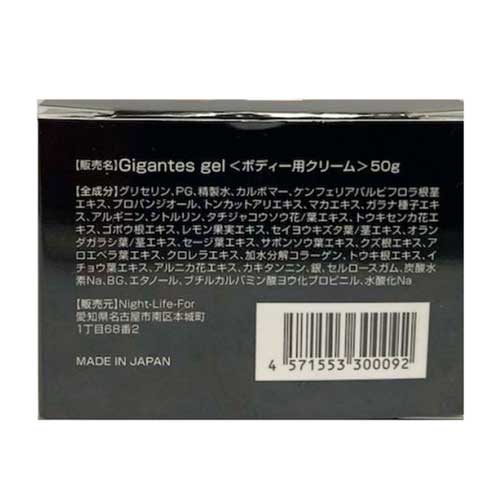 【販売名】Gigantes gel<ボディー用クリーム>50g
【全成分】グリセリン,PG,精製水,カルボマー,ケンフェリアパルビフロラ根茎
エキス,プロパンジオール,トンカットアリエキス,マカエキス,ガラナ種子エキ
ス,アルギニン,シトルリン,タチジャコウソウ花/葉エキス,トウキンセンカ花エ
キス,ゴボウ根エキス,レモン果実エキス,セイヨウキズタ葉/茎エキス,オラン
ダガラシ葉/茎エキス,セージ葉エキス,サボンソウ葉エキス,クズ根エキス,ア
ロエベラ葉エキス,クロレラエキス,加水分解コラーゲン,トウキ根エキス,イ
チョウ葉エキス,アルニカ花エキス,カキタンニン,銀,セルロースガム,炭酸水
素Na,BG,エタノール,ブチルカルバミン酸ヨウ化プロピニル,水酸化Na
【販売元】Night-Life-For
愛知県名古屋市南区本城町
1丁目68番2
MADE IN JAPAN
4 571553 300092